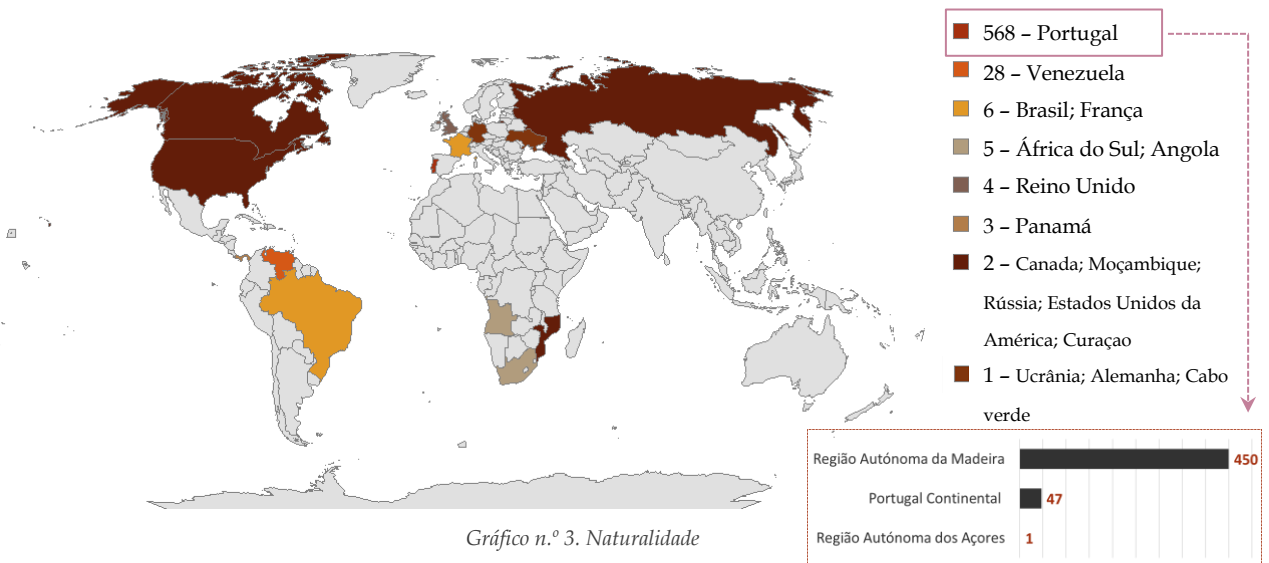 568 – Portugal
28 – Venezuela
6 – Brasil; França
5 – África do Sul; Angola
4 – Reino Unido
3 – Panamá
2 – Canada; Moçambique;
Rússia; Estados Unidos da
América; Curaçao
1 – Ucrânia; Alemanha; Cabo
verde
Região Autónoma da Madeira 450
Portugal Continental 47
Região Autónoma dos Açores 1
Gráfico n.º 3. Naturalidade